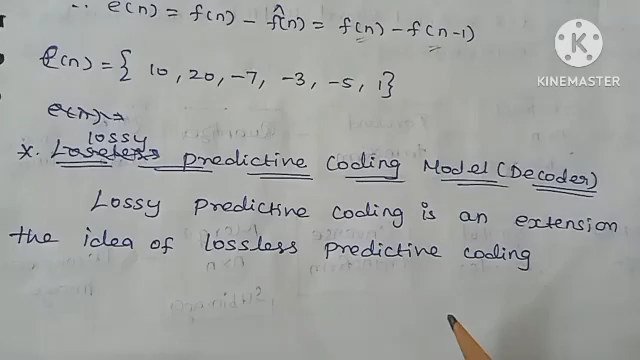 ∴ e(n) = f(n) - f̂(n) = f(n) - f(n-1)
e(n) = { 10, 20, -7, -3, -5, 1}
e(n) →
lossy
*. Lossless predictive coding Model (Decoder)
Lossy predictive coding is an extension
the idea of lossless predictive coding
KINEMASTER